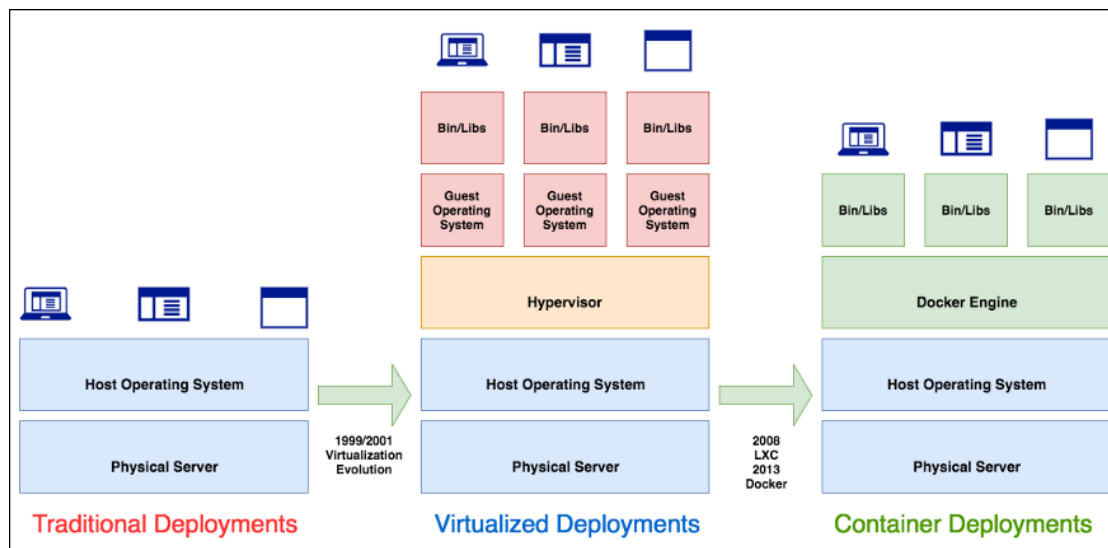 Bin/Libs
Bin/Libs
Bin/Libs
Guest
Operating
System
Guest
Operating
System
Guest
Operating
System
Bin/Libs
Bin/Libs
Bin/Libs
Hypervisor
Docker Engine
Host Operating System
Host Operating System
Host Operating System
1999/2001
Virtualization
Evolution
2008
LXC
2013
Docker
Physical Server
Physical Server
Physical Server
Traditional Deployments
Virtualized Deployments
Container Deployments